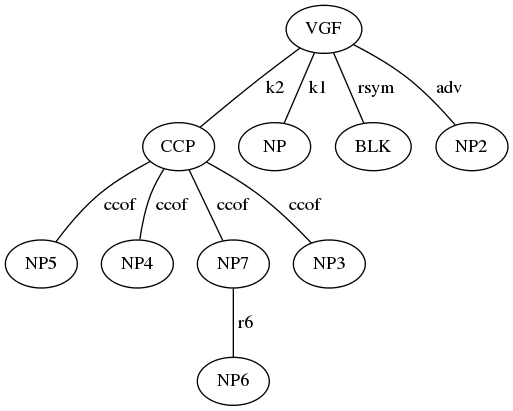 VGF
k2 k1 rsym adv
CCP NP BLK NP2
ccof ccof ccof ccof
NP5 NP4 NP7 NP3
r6
NP6